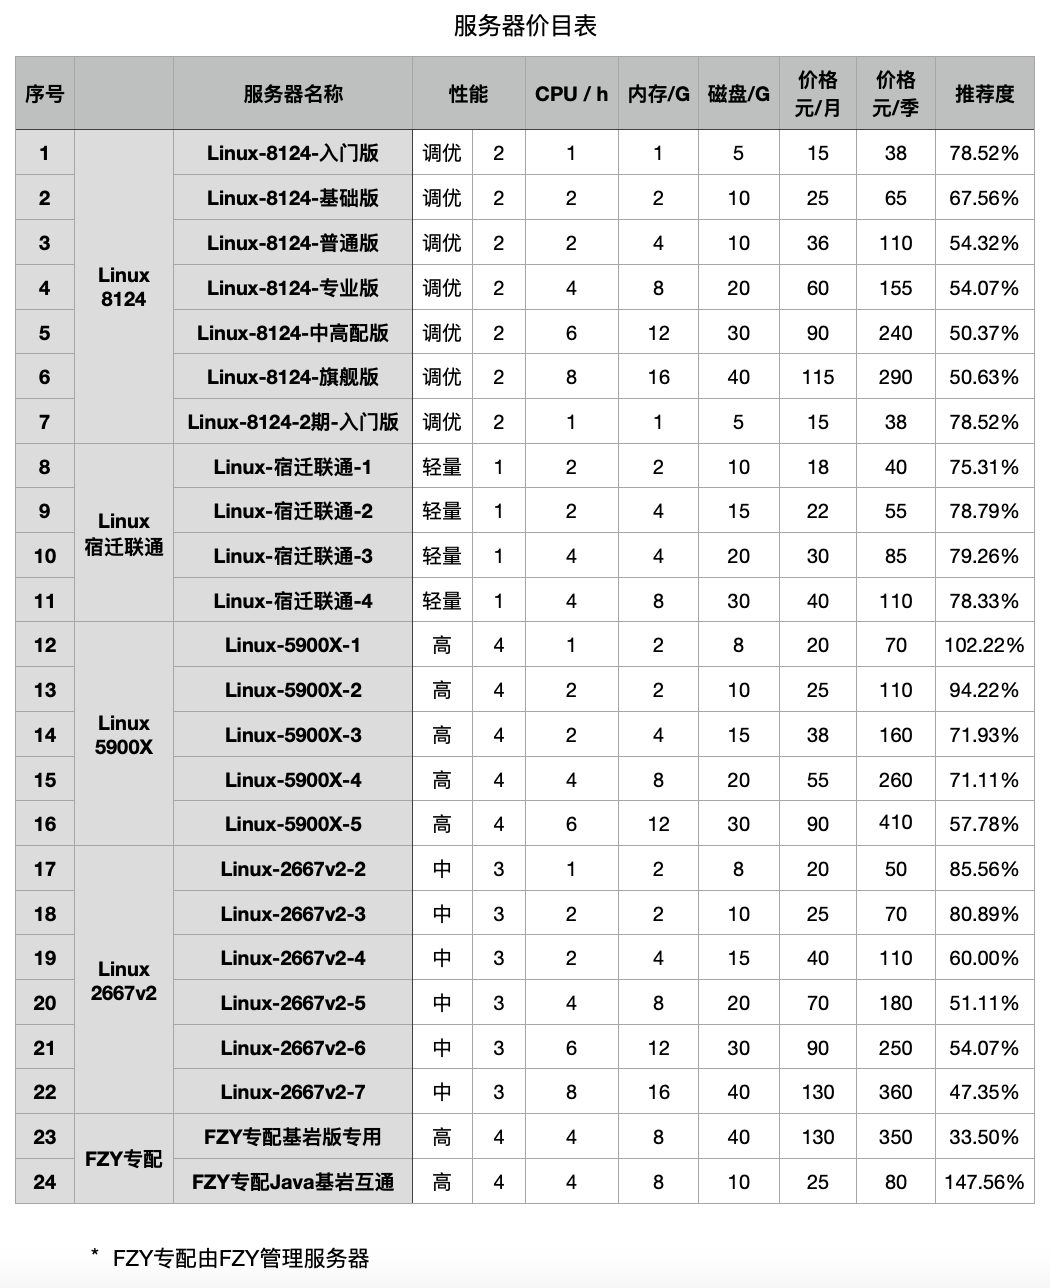 服务器价目表
序号 服务器名称 性能 CPU / h 内存/G 磁盘/G 价格 元/月 价格 元/季 推荐度
Linux 8124
1 Linux-8124-入门版 调优 2 1 1 5 15 38 78.52%
2 Linux-8124-基础版 调优 2 2 2 10 25 65 67.56%
3 Linux-8124-普通版 调优 2 2 4 10 36 110 54.32%
4 Linux-8124-专业版 调优 2 4 8 20 60 155 54.07%
5 Linux-8124-中高配版 调优 2 6 12 30 90 240 50.37%
6 Linux-8124-旗舰版 调优 2 8 16 40 115 290 50.63%
7 Linux-8124-2期-入门版 调优 2 1 1 5 15 38 78.52%
Linux 宿迁联通
8 Linux-宿迁联通-1 轻量 1 2 2 10 18 40 75.31%
9 Linux-宿迁联通-2 轻量 1 2 4 15 22 55 78.79%
10 Linux-宿迁联通-3 轻量 1 4 4 20 30 85 79.26%
11 Linux-宿迁联通-4 轻量 1 4 8 30 40 110 78.33%
Linux 5900X
12 Linux-5900X-1 高 4 1 2 8 20 70 102.22%
13 Linux-5900X-2 高 4 2 2 10 25 110 94.22%
14 Linux-5900X-3 高 4 2 4 15 38 160 71.93%
15 Linux-5900X-4 高 4 4 8 20 55 260 71.11%
16 Linux-5900X-5 高 4 6 12 30 90 410 57.78%
Linux 2667v2
17 Linux-2667v2-2 中 3 1 2 8 20 50 85.56%
18 Linux-2667v2-3 中 3 2 2 10 25 70 80.89%
19 Linux-2667v2-4 中 3 2 4 15 40 110 60.00%
20 Linux-2667v2-5 中 3 4 8 20 70 180 51.11%
21 Linux-2667v2-6 中 3 6 12 30 90 250 54.07%
22 Linux-2667v2-7 中 3 8 16 40 130 360 47.35%
FZY专配
23 FZY专配基岩版专用 高 4 4 8 40 130 350 33.50%
24 FZY专配Java基岩互通 高 4 4 8 10 25 80 147.56%
* FZY专配由FZY管理服务器